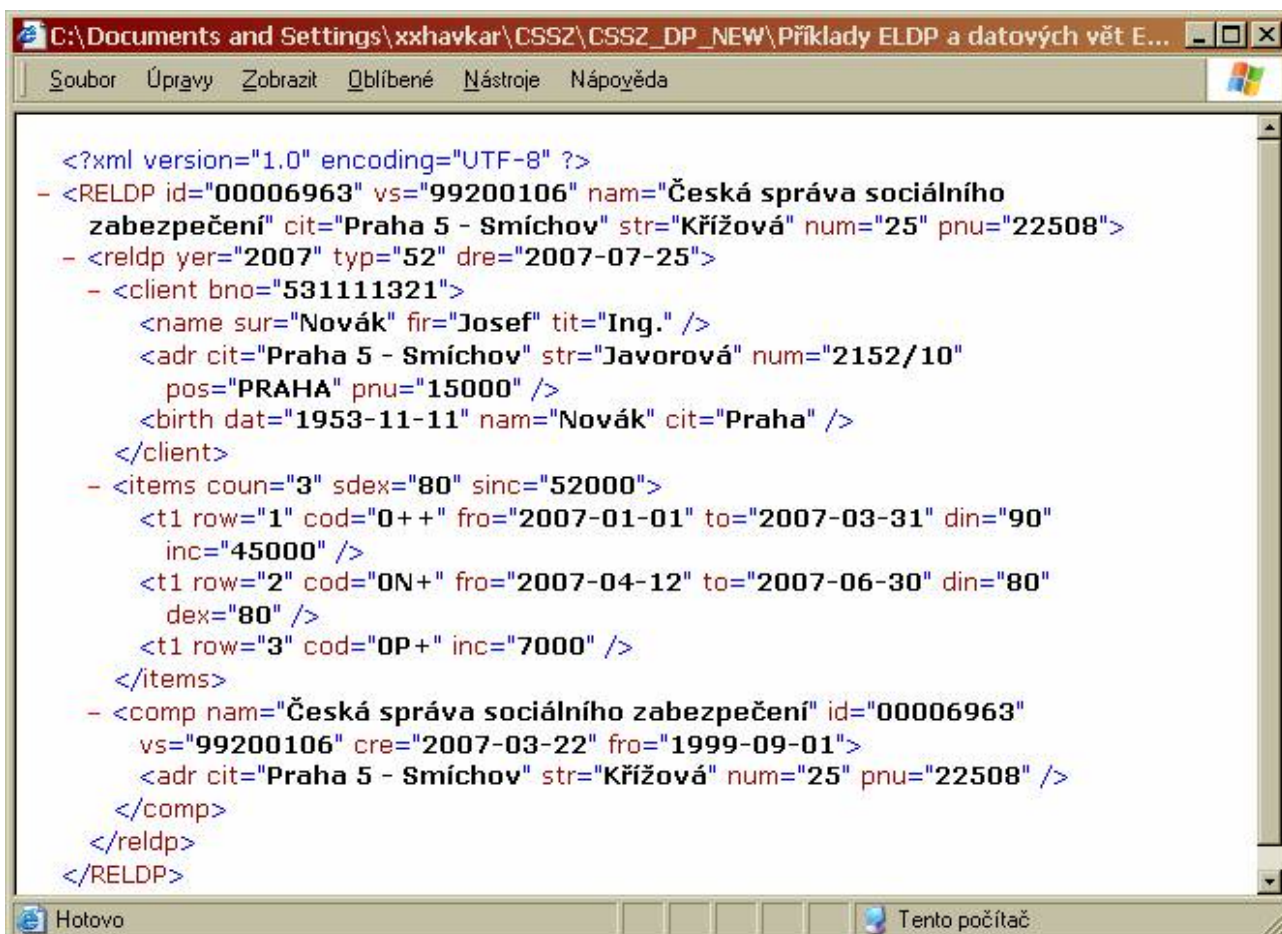 C:\Documents and Settings\xxhavkar\CSSZ\CSSZ_DP_NEW\Příklady ELDP a datových vět E...
Soubor Úpravy Zobrazit Oblíbené Nástroje Nápověda
<?xml version="1.0" encoding="UTF-8" ?>
- <RELDP id="00006963" vs="99200106" nam="Česká správa sociálního
zabezpečení" cit="Praha 5 - Smíchov" str="Křížová" num="25" pnu="22508">
- <reldp yer="2007" typ="52" dre="2007-07-25">
- <client bno="531111321">
<name sur="Novák" fir="Josef" tit="Ing." />
<adr cit="Praha 5 - Smíchov" str="Javorová" num="2152/10"
pos="PRAHA" pnu="15000" />
<birth dat="1953-11-11" nam="Novák" cit="Praha" />
</client>
- <items coun="3" sdex="80" sinc="52000">
<t1 row="1" cod="0++" fro="2007-01-01" to="2007-03-31" din="90"
inc="45000" />
<t1 row="2" cod="0N+" fro="2007-04-12" to="2007-06-30" din="80"
dex="80" />
<t1 row="3" cod="0P+" inc="7000" />
</items>
- <comp nam="Česká správa sociálního zabezpečení" id="00006963"
vs="99200106" cre="2007-03-22" fro="1999-09-01">
<adr cit="Praha 5 - Smíchov" str="Křížová" num="25" pnu="22508" />
</comp>
</reldp>
</RELDP>
Hotovo Tento počítač